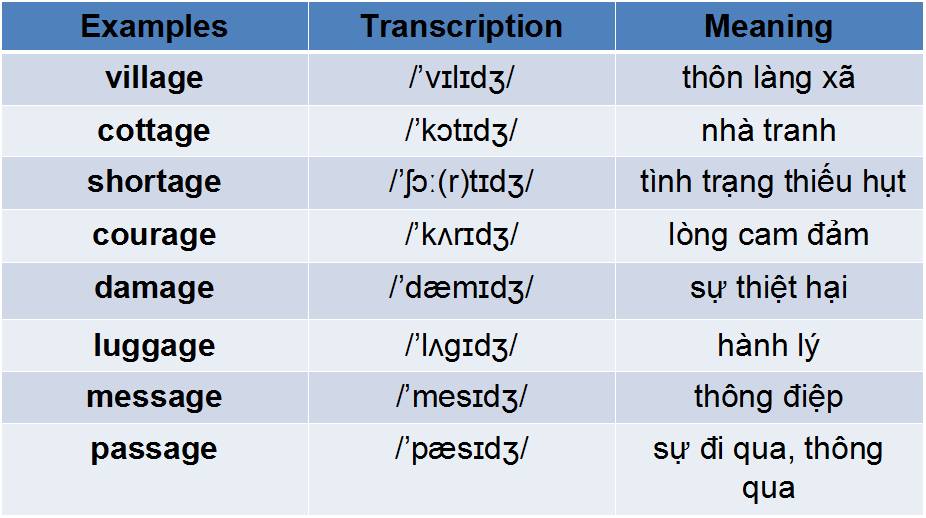 Examples Transcription Meaning
village /’vɪlɪdʒ/ thôn làng xã
cottage /’kɔtɪdʒ/ nhà tranh
shortage /’ʃɔː(r)tɪdʒ/ tình trạng thiếu hụt
courage /’kʌrɪdʒ/ lòng cam đảm
damage /’dæmɪdʒ/ sự thiệt hại
luggage /’lʌgɪdʒ/ hành lý
message /’mesɪdʒ/ thông điệp
passage /’pæsɪdʒ/ sự đi qua, thông
qua